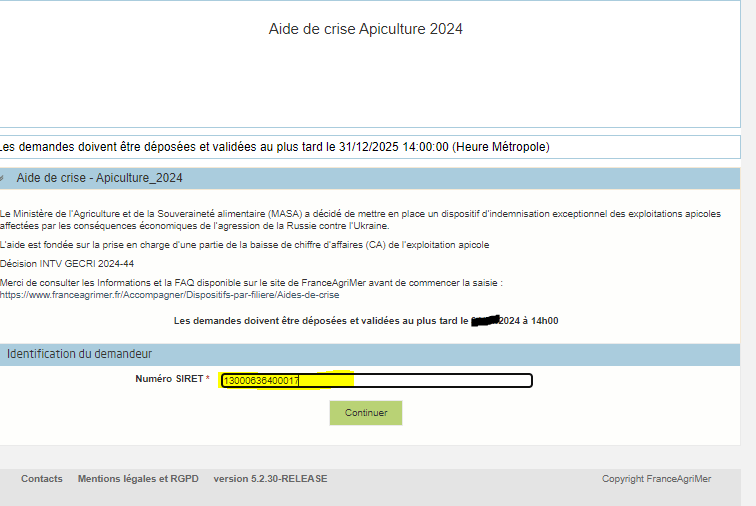 Aide de crise Apiculture 2024
Les demandes doivent être déposées et validées au plus tard le 31/12/2025 14:00:00 (Heure Métropole)
Aide de crise - Apiculture_2024
Le Ministère de l'Agriculture et de la Souveraineté alimentaire (MASA) a décidé de mettre en place un dispositif d'indemnisation exceptionnel des exploitations apicoles
affectées par les conséquences économiques de l'agression de la Russie contre l'Ukraine.
L'aide est fondée sur la prise en charge d'une partie de la baisse de chiffre d'affaires (CA) de l'exploitation apicole
Décision INTV GECRI 2024-44
Merci de consulter les Informations et la FAQ disponible sur le site de FranceAgriMer avant de commencer la saisie :
https://www.franceagrimer.fr/Accompagner/Dispositifs-par-filiere/Aides-de-crise
Les demandes doivent être déposées et validées au plus tard le 2024 à 14h00
Identification du demandeur
Numéro SIRET * 13000636400017
Continuer
Contacts Mentions légales et RGPD version 5.2.30-RELEASE Copyright FranceAgriMer